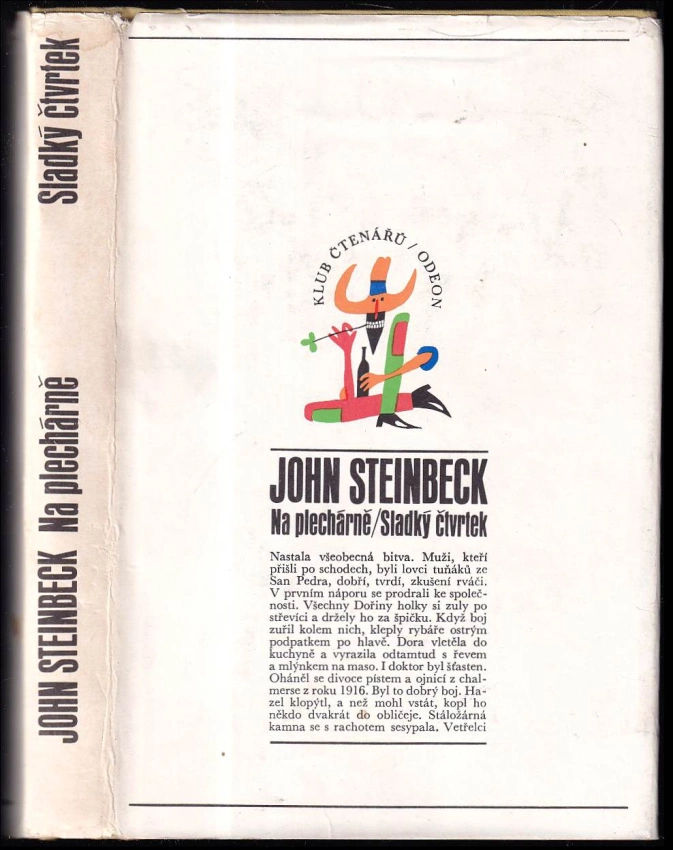 JOHN STEINBECK Na plechárně Sladký čtvrtek
KLUB ČTENÁŘŮ / ODEON
JOHN STEINBECK
Na plechárně/Sladký čtvrtek
Nastala všeobecná bitva. Muži, kteří
přišli po schodech, byli lovci tuňáků ze
San Pedra, dobří, tvrdí, zkušení rváči.
V prvním náporu se prodrali ke společ-
nosti. Všechny Dořiny holky si zuly po
střevíci a držely ho za špičku. Když boj
zuřil kolem nich, kleply rybáře ostrým
podpatkem po hlavě. Dora vletěla do
kuchyně a vyrazila odtamtud s řevem
a mlýnkem na maso. I doktor byl šťasten.
Oháněl se divoce pístem a ojnicí z chal-
merse z roku 1916. Byl to dobrý boj. Ha-
zel klopýtl, a než mohl vstát, kopl ho
někdo dvakrát do obličeje. Stáložárná
kamna se s rachotem sesypala. Vetřelci